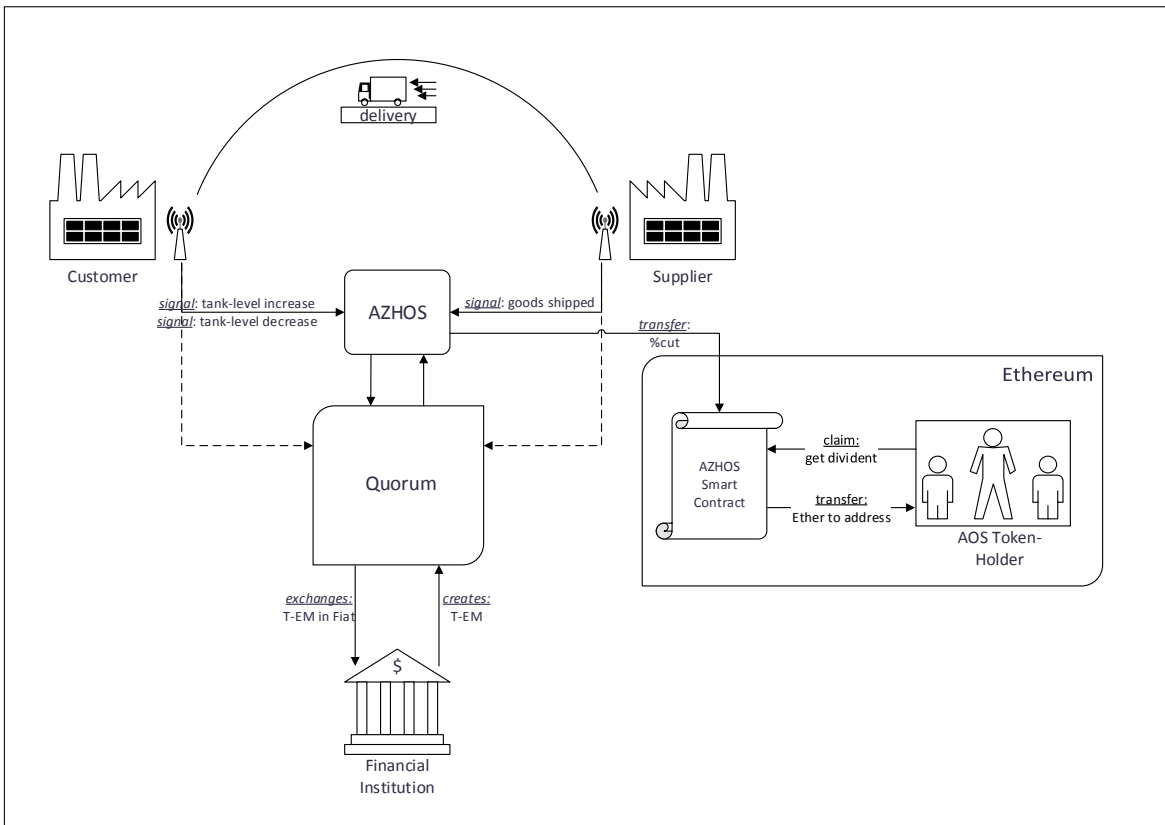 delivery
Customer
Supplier
signal: tank-level increase
signal: tank-level decrease
AZHOS
signal: goods shipped
transfer:
%cut
Ethereum
Quorum
AZHOS
Smart
Contract
claim:
get divident
transfer:
Ether to address
AOS Token-
Holder
exchanges:
T-EM in Fiat
creates:
T-EM
$
Financial
Institution